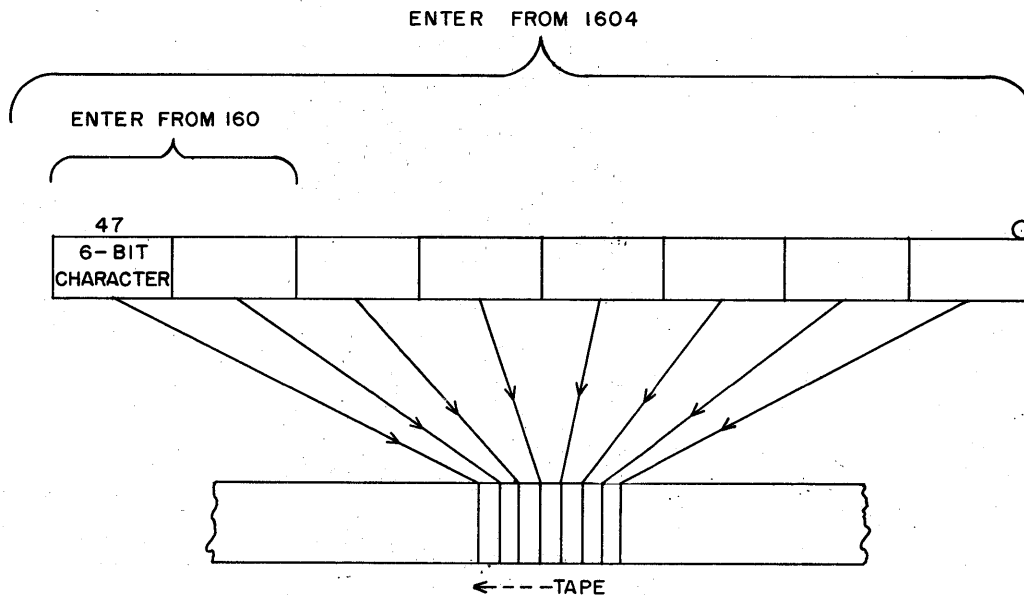 ENTER FROM 1604
ENTER FROM 160
47
0
6-BIT
CHARACTER
TAPE